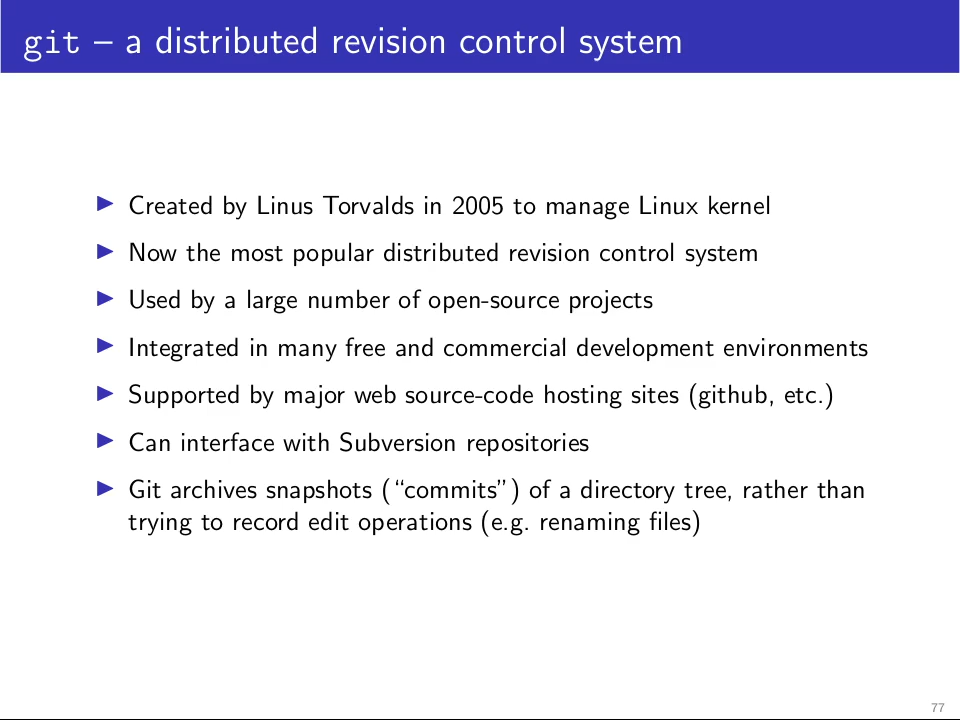 git – a distributed revision control system
▶ Created by Linus Torvalds in 2005 to manage Linux kernel
▶ Now the most popular distributed revision control system
▶ Used by a large number of open-source projects
▶ Integrated in many free and commercial development environments
▶ Supported by major web source-code hosting sites (github, etc.)
▶ Can interface with Subversion repositories
▶ Git archives snapshots (“commits”) of a directory tree, rather than
trying to record edit operations (e.g. renaming files)
77